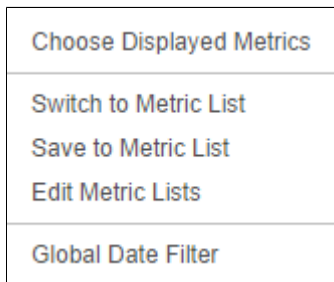 Choose Displayed Metrics
Switch to Metric List
Save to Metric List
Edit Metric Lists
Global Date Filter